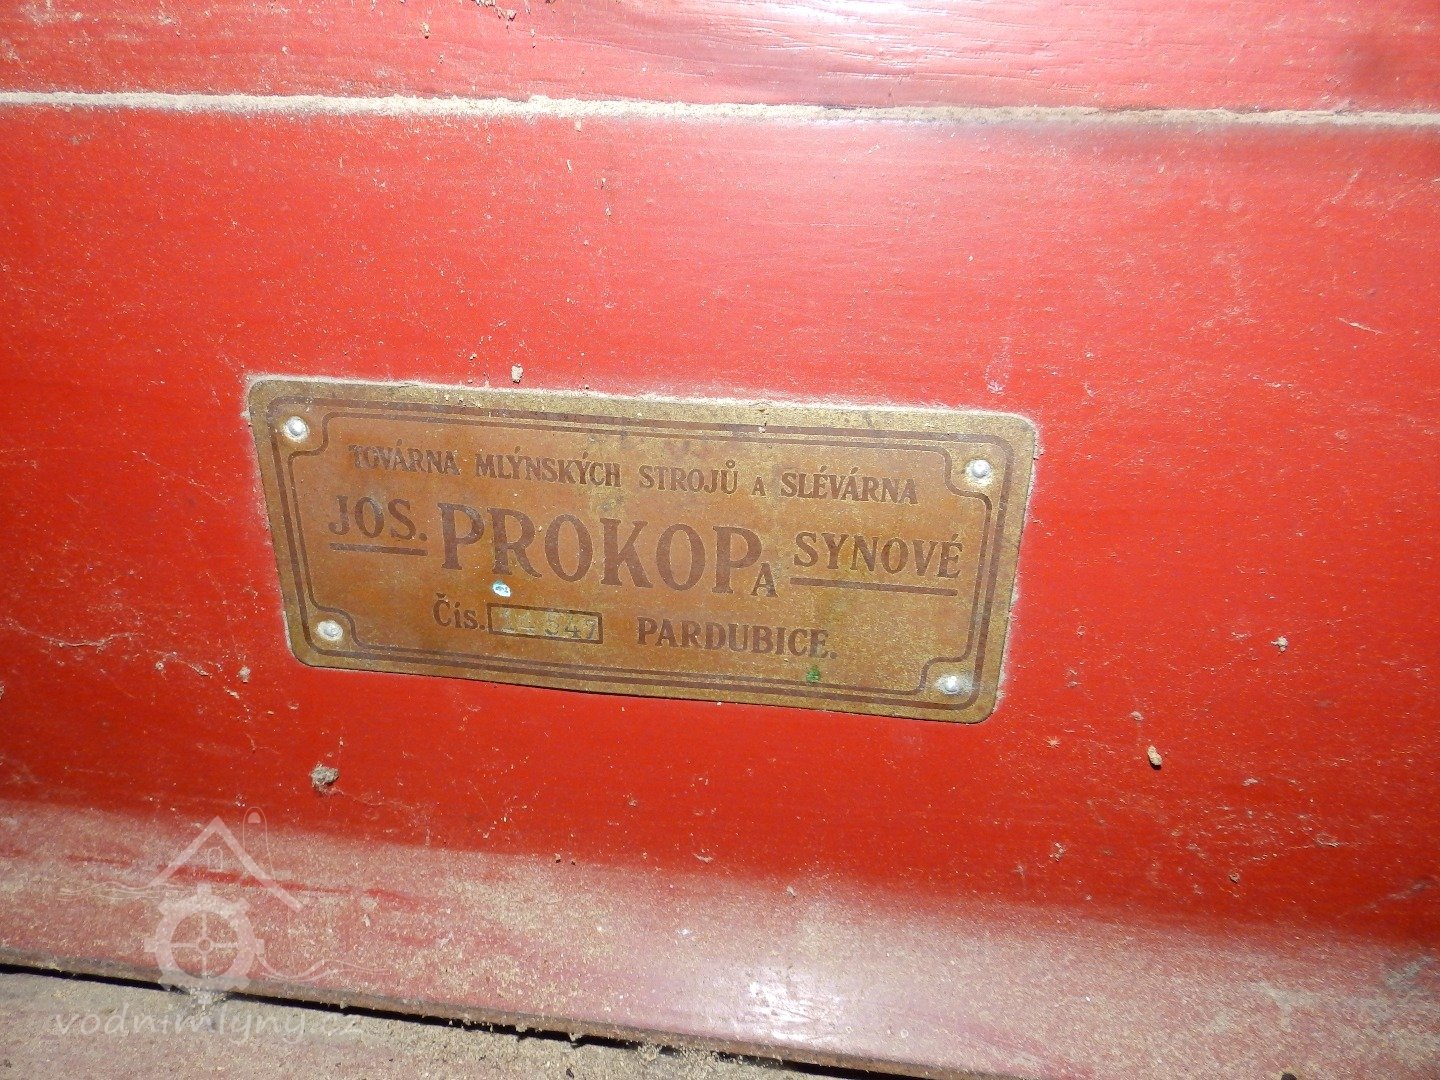 TOVÁRNA MLÝNSKÝCH STROJŮ A SLÉVÁRNA
JOS. PROKOP A SYNOVÉ
Čís. PARDUBICE.
vodnimlyny.cz